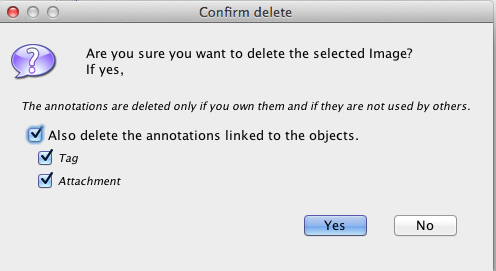 Confirm delete
Are you sure you want to delete the selected Image?
If yes,
The annotations are deleted only if you own them and if they are not used by others.
Also delete the annotations linked to the objects.
Tag
Attachment
Yes No